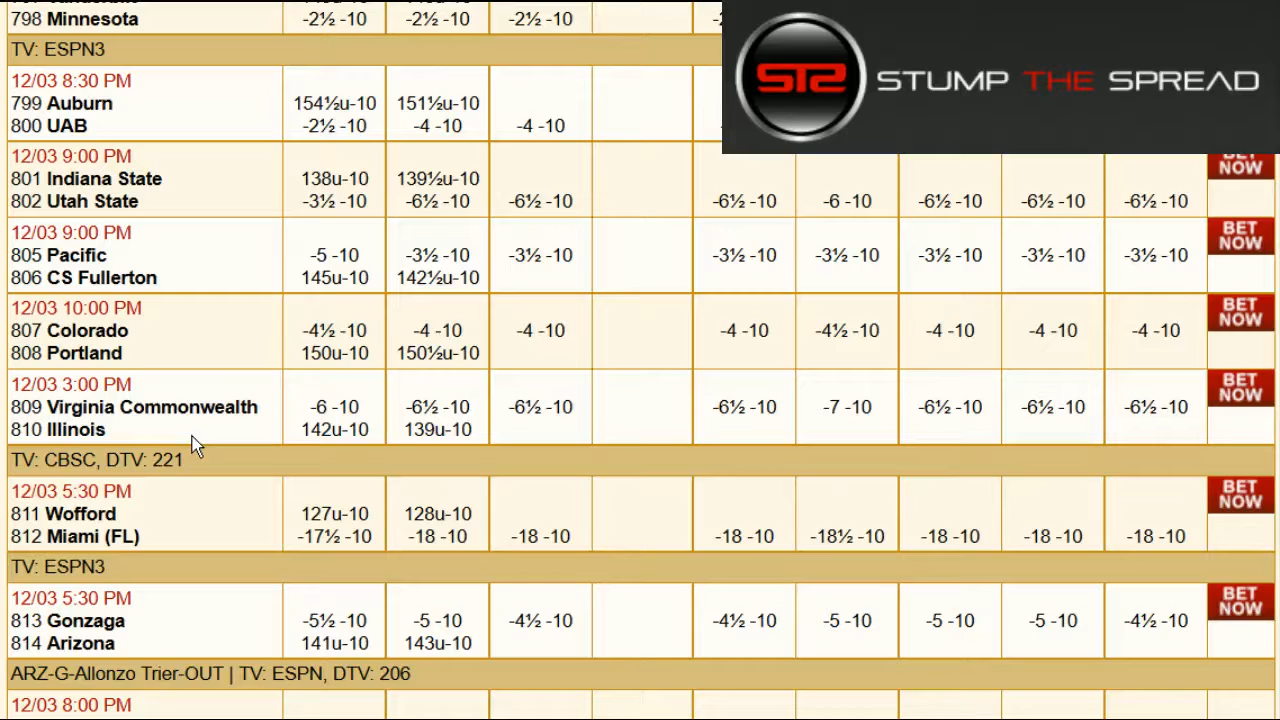 798 Minnesota -2½ -10 -2½ -10 -2½ -10
TV: ESPN3
STS STUMP THE SPREAD
12/03 8:30 PM
799 Auburn 154½u-10 151½u-10
800 UAB -2½ -10 -4 -10 -4 -10
12/03 9:00 PM BET NOW
801 Indiana State 138u-10 139½u-10
802 Utah State -3½ -10 -6½ -10 -6½ -10 -6½ -10 -6 -10 -6½ -10 -6½ -10 -6½ -10
12/03 9:00 PM BET NOW
805 Pacific -5 -10 -3½ -10 -3½ -10 -3½ -10 -3½ -10 -3½ -10 -3½ -10 -3½ -10
806 CS Fullerton 145u-10 142½u-10
12/03 10:00 PM BET NOW
807 Colorado -4½ -10 -4 -10 -4 -10 -4 -10 -4½ -10 -4 -10 -4 -10 -4 -10
808 Portland 150u-10 150½u-10
12/03 3:00 PM BET NOW
809 Virginia Commonwealth -6 -10 -6½ -10 -6½ -10 -6½ -10 -7 -10 -6½ -10 -6½ -10 -6½ -10
810 Illinois 142u-10 139u-10
TV: CBSC, DTV: 221
12/03 5:30 PM BET NOW
811 Wofford 127u-10 128u-10
812 Miami (FL) -17½ -10 -18 -10 -18 -10 -18 -10 -18½ -10 -18 -10 -18 -10 -18 -10
TV: ESPN3
12/03 5:30 PM BET NOW
813 Gonzaga -5½ -10 -5 -10 -4½ -10 -4½ -10 -5 -10 -5 -10 -5 -10 -4½ -10
814 Arizona 141u-10 143u-10
ARZ-G-Allonzo Trier-OUT | TV: ESPN, DTV: 206
12/03 8:00 PM